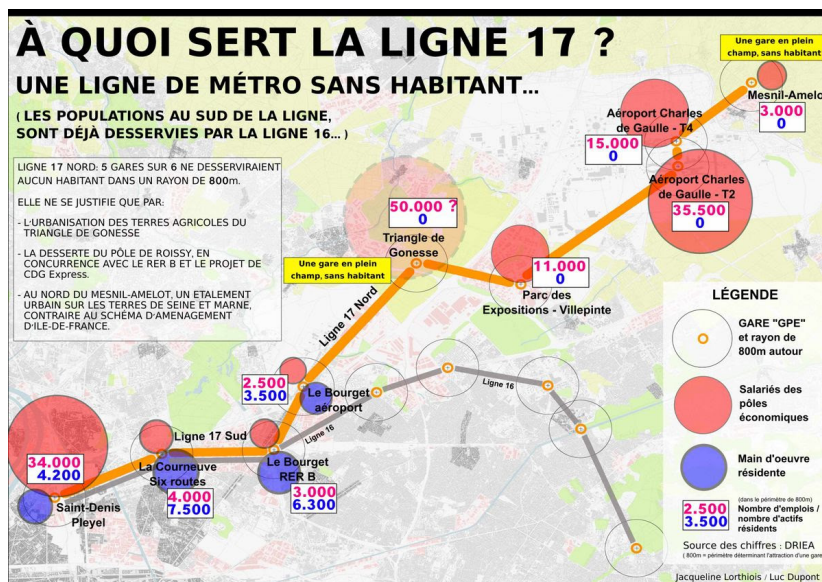 À QUOI SERT LA LIGNE 17 ?
UNE LIGNE DE MÉTRO SANS HABITANT...
( LES POPULATIONS AU SUD DE LA LIGNE,
SONT DÉJÀ DESSERVIES PAR LA LIGNE 16... )
LIGNE 17 NORD: 5 GARES SUR 6 NE DESSERVIRAIENT
AUCUN HABITANT DANS UN RAYON DE 800m.
ELLE NE SE JUSTIFIE QUE PAR:
- L'URBANISATION DES TERRES AGRICOLES DU
TRIANGLE DE GONESSE
- LA DESSERTE DU PÔLE DE ROISSY, EN
CONCURRENCE AVEC LE RER B ET LE PROJET DE
CDG Express.
- AU NORD DU MESNIL-AMELOT, UN ETALEMENT
URBAIN SUR LES TERRES DE SEINE ET MARNE,
CONTRAIRE AU SCHÉMA D'AMENAGEMENT
D'ILE-DE-FRANCE.
Une gare en plein
champ, sans habitant
Mesnil-Amelo
3.000
0
Aéroport Charles
de Gaulle - T4
15.000
0
Aéroport Charles
de Gaulle - T2
35.500
0
50.000 ?
0
Triangle de
Gonesse
Une gare en plein
champ, sans habitant
11.000
0
Parc des
Expositions - Villepinte
Ligne 17 Nord
2.500
3.500
Le Bourget
aéroport
Ligne 16
Ligne 16
Ligne 17 Sud
34.000
4.200
Saint-Denis
Pleyel
La Courneuve
Six routes
4.000
7.500
Le Bourget
RER B
3.000
6.300
LÉGENDE
GARE "GPE"
et rayon de
800m autour
Salariés des
pôles
économiques
Main d'oeuvre
résidente
(dans le périmètre de 800m)
2.500
3.500
Nombre d'emplois /
nombre d'actifs
résidents
Source des chiffres : DRIEA
( 800m = périmètre déterminant l'attraction d'une gare
Jacqueline Lorthiois / Luc Dupont